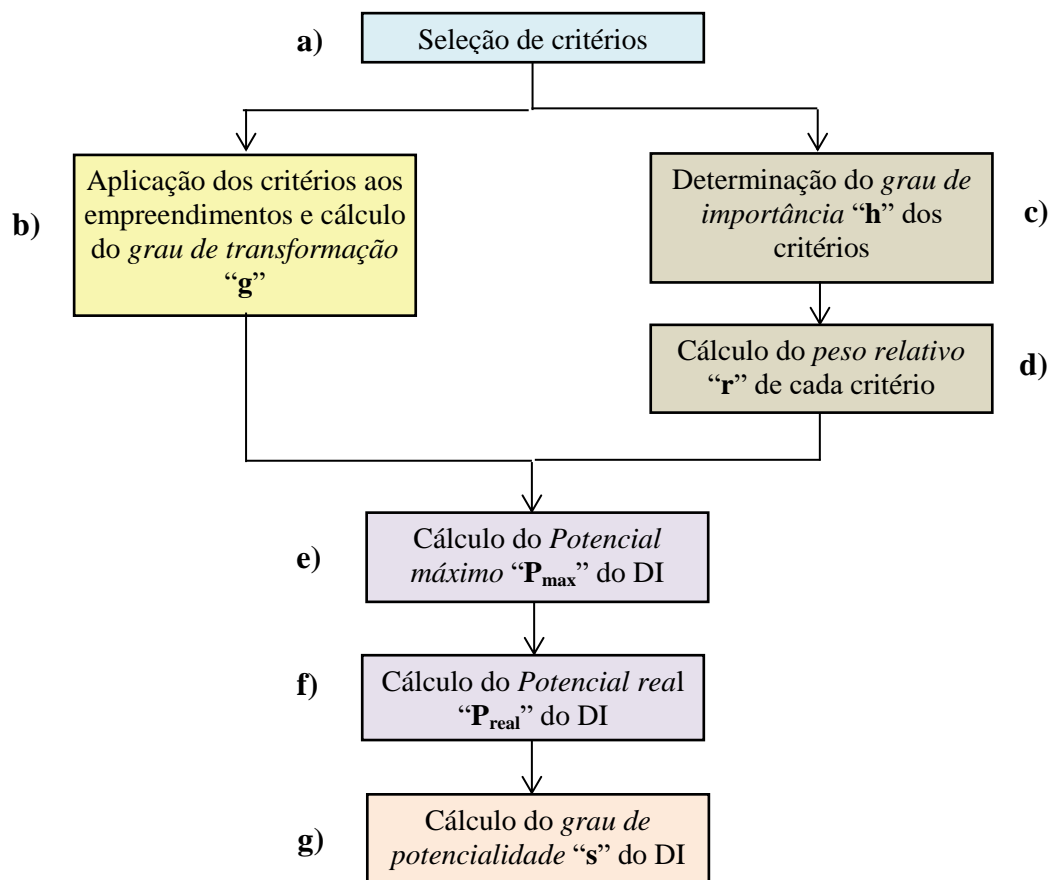 a)
Seleção de critérios
b)
Aplicação dos critérios aos
empreendimentos e cálculo
do grau de transformação
“g”
Determinação do grau de
importância “h” dos
critérios
c)
Cálculo do peso relativo
“r” de cada critério
d)
e)
Cálculo do Potencial
máximo “Pmax” do DI
f)
Cálculo do Potencial real
“Preal” do DI
g)
Cálculo do grau de
potencialidade “s” do DI